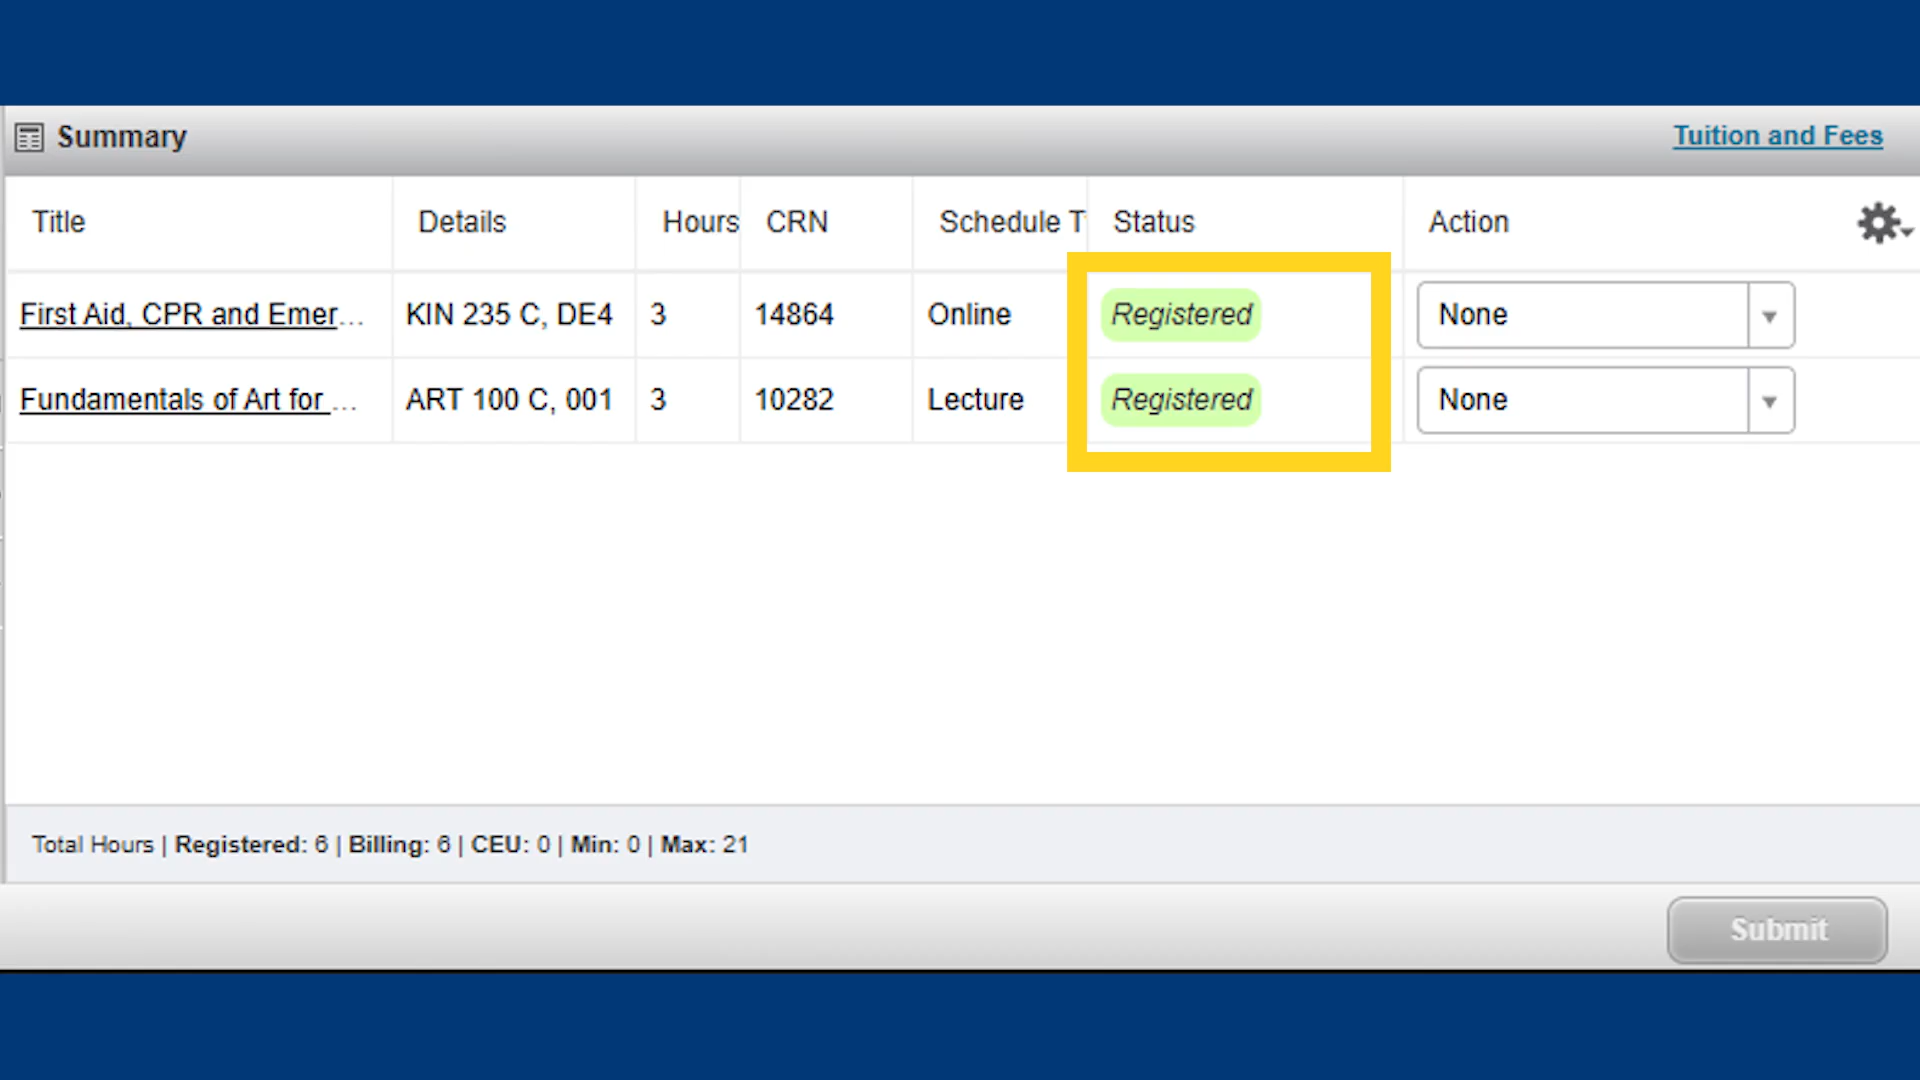 Summary Tuition and Fees
Title Details Hours CRN Schedule T Status Action
First Aid, CPR and Emer... KIN 235 C, DE4 3 14864 Online Registered None
Fundamentals of Art for ... ART 100 C, 001 3 10282 Lecture Registered None
Total Hours | Registered: 6 | Billing: 6 | CEU: 0 | Min: 0 | Max: 21
Submit